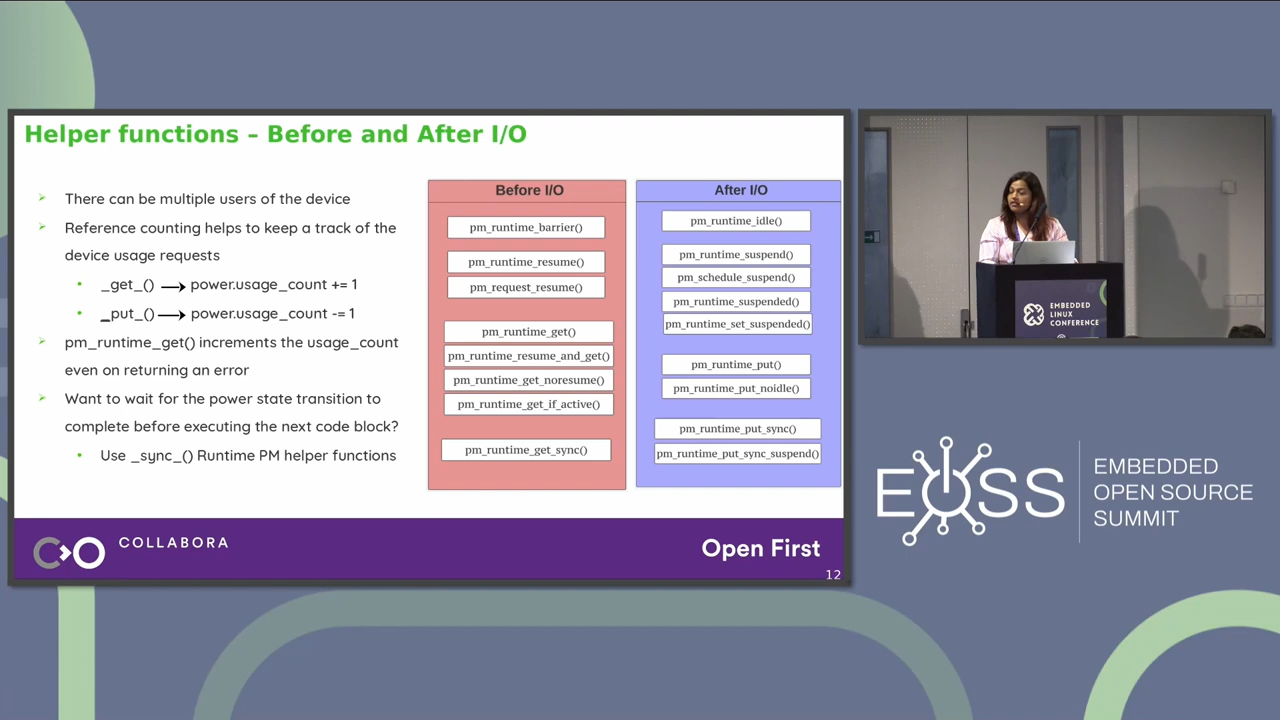 Helper functions – Before and After I/O
There can be multiple users of the device
Reference counting helps to keep a track of the
device usage requests
_get_() → power.usage_count += 1
_put_() → power.usage_count -= 1
pm_runtime_get() increments the usage_count
even on returning an error
Want to wait for the power state transition to
complete before executing the next code block?
Use _sync_() Runtime PM helper functions
Before I/O
pm_runtime_barrier()
pm_runtime_resume()
pm_request_resume()
pm_runtime_get()
pm_runtime_resume_and_get()
pm_runtime_get_noresume()
pm_runtime_get_if_active()
pm_runtime_get_sync()
After I/O
pm_runtime_idle()
pm_runtime_suspend()
pm_schedule_suspend()
pm_runtime_suspended()
pm_runtime_set_suspended()
pm_runtime_put()
pm_runtime_put_noidle()
pm_runtime_put_sync()
pm_runtime_put_sync_suspend()
COLLABORA
Open First
12
EMBEDDED
LINUX
CONFERENCE
EOSS
EMBEDDED
OPEN SOURCE
SUMMIT